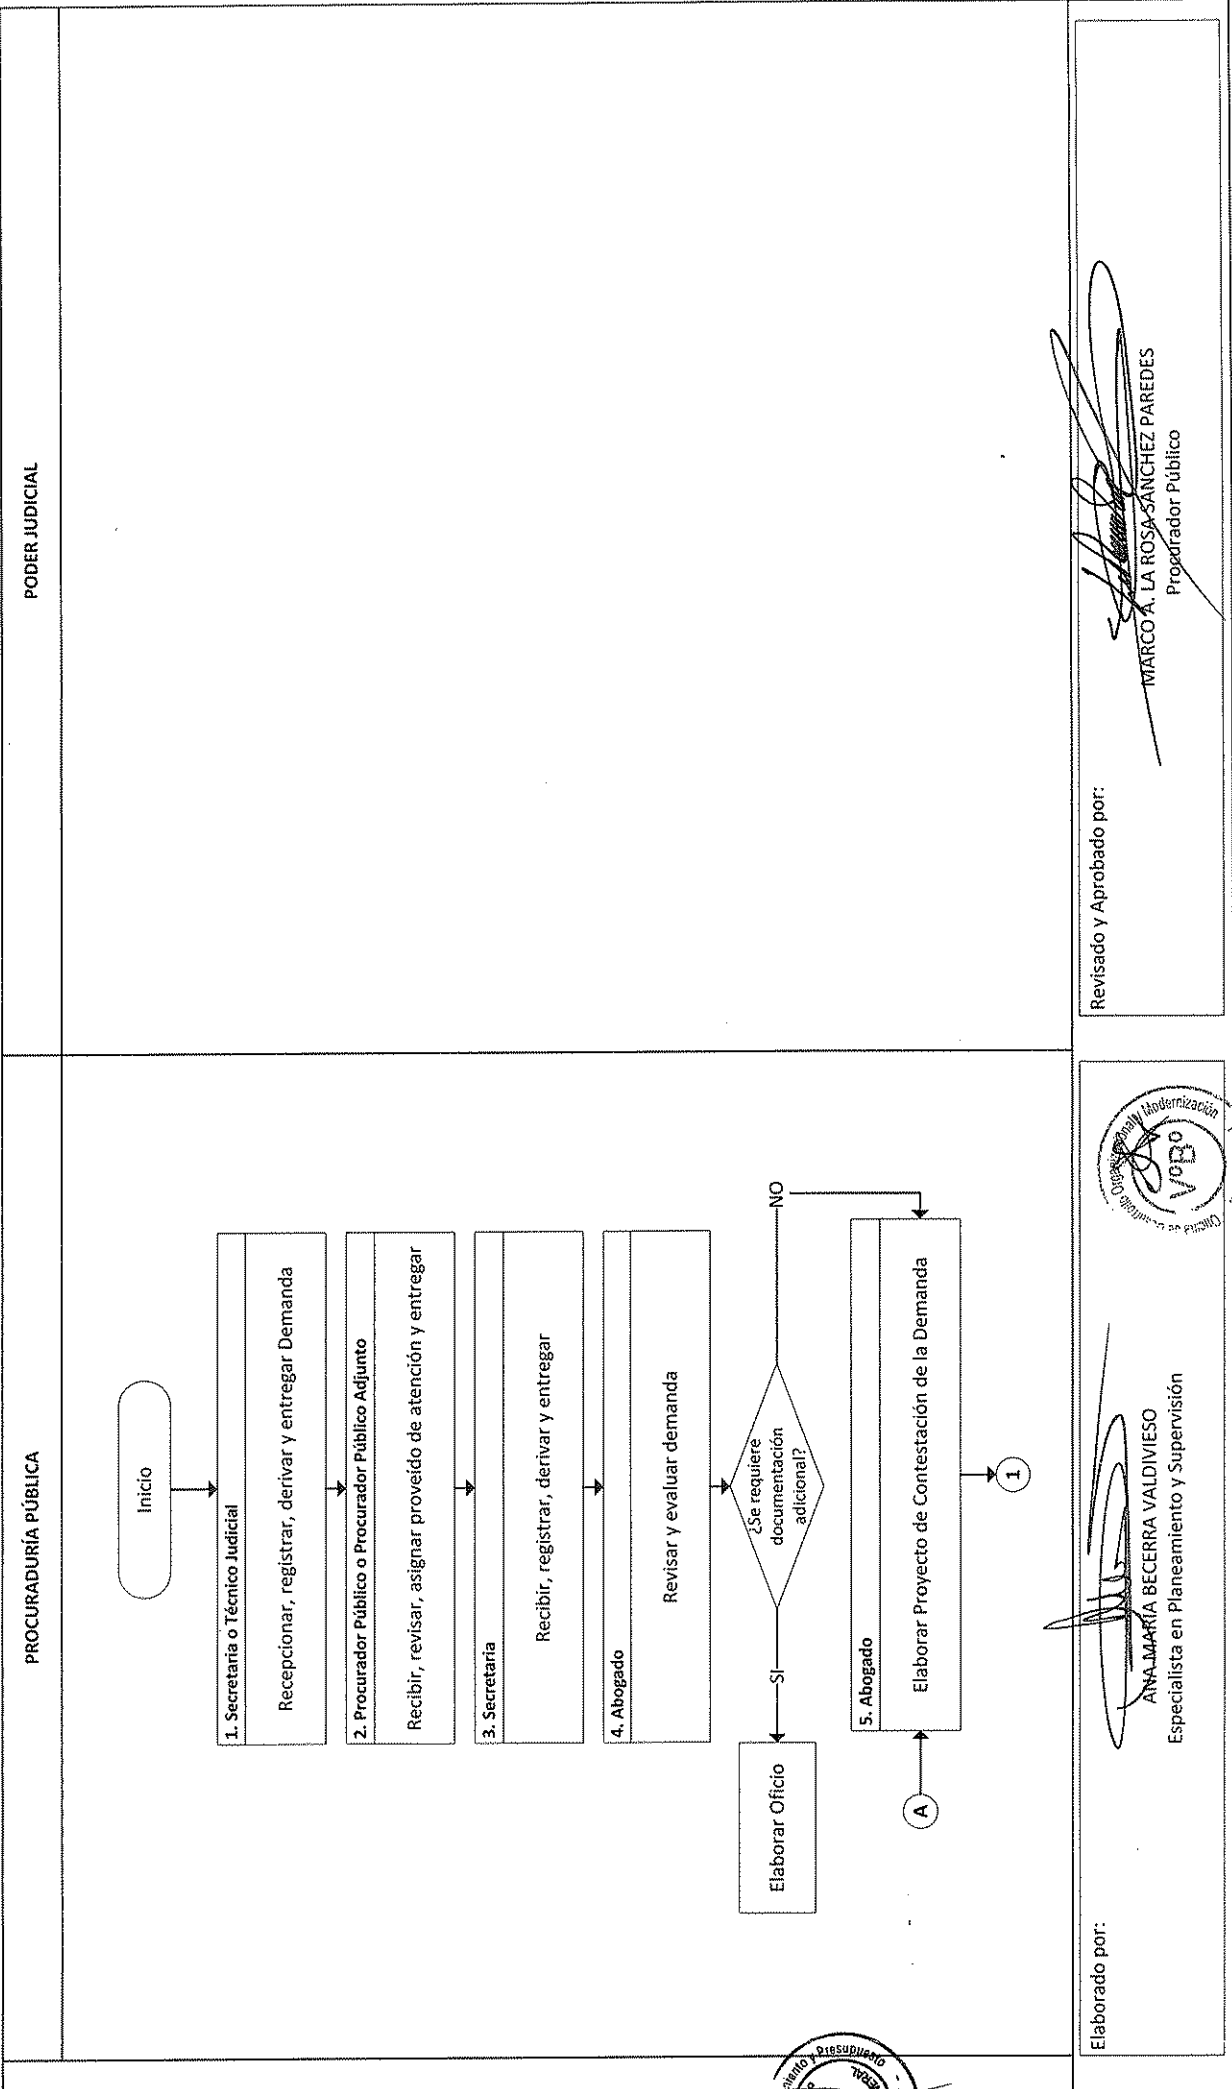 PROCURADURÍA PÚBLICA
PODER JUDICIAL
Inicio
1. Secretaria o Técnico Judicial
Recepcionar, registrar, derivar y entregar Demanda
2. Procurador Público o Procurador Público Adjunto
Recibir, revisar, asignar proveído de atención y entregar
3. Secretaria
Recibir, registrar, derivar y entregar
4. Abogado
Revisar y evaluar demanda
¿Se requiere
documentación
adicional?
SI
NO
Elaborar Oficio
5. Abogado
Elaborar Proyecto de Contestación de la Demanda
A
1
Elaborado por:
ANA MARIA BECERRA VALDIVIESO
Especialista en Planeamiento y Supervisión
Modernización
VºBº
Revisado y Aprobado por:
MARCO A. LA ROSA SANCHEZ PAREDES
Procurador Público
y Presupuesto